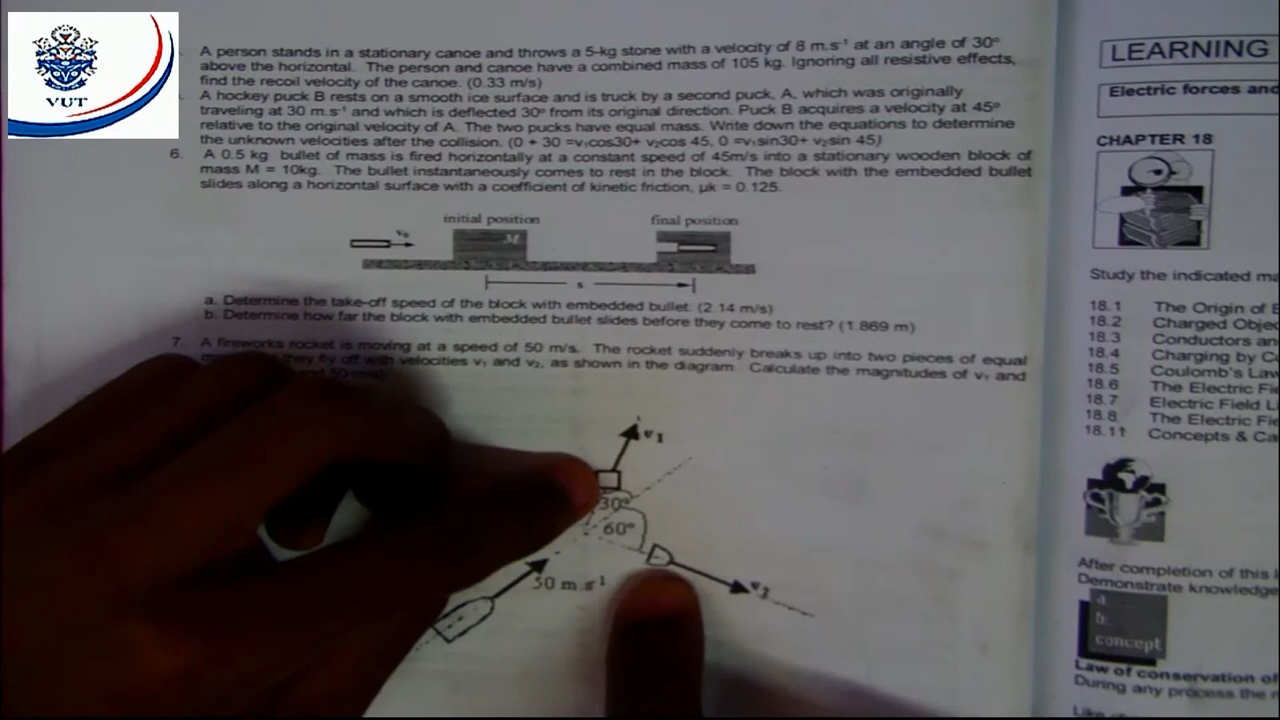 VUT
A person stands in a stationary canoe and throws a 5-kg stone with a velocity of 8 m.s⁻¹ at an angle of 30°
above the horizontal. The person and canoe have a combined mass of 105 kg. Ignoring all resistive effects,
find the recoil velocity of the canoe. (0.33 m/s)
A hockey puck B rests on a smooth ice surface and is truck by a second puck, A, which was originally
traveling at 30 m.s⁻¹ and which is deflected 30° from its original direction. Puck B acquires a velocity at 45°
relative to the original velocity of A. The two pucks have equal mass. Write down the equations to determine
the unknown velocities after the collision. (0 + 30 =v₁cos30+ v₂cos 45, 0 =v₁sin30+ v₂sin 45)
6. A 0.5 kg bullet of mass is fired horizontally at a constant speed of 45m/s into a stationary wooden block of
mass M = 10kg. The bullet instantaneously comes to rest in the block. The block with the embedded bullet
slides along a horizontal surface with a coefficient of kinetic friction, µk = 0.125.
initial position final position
v₀ M
s
a. Determine the take-off speed of the block with embedded bullet. (2.14 m/s)
b. Determine how far the block with embedded bullet slides before they come to rest? (1.869 m)
7. A fireworks rocket is moving at a speed of 50 m/s. The rocket suddenly breaks up into two pieces of equal
they fly off with velocities v₁ and v₂, as shown in the diagram. Calculate the magnitudes of v₁ and
v₁
30°
60°
50 m.s¹
v₂
LEARNING
Electric forces and
CHAPTER 18
Study the indicated
18.1 The Origin of
18.2 Charged
18.3 Conductors
18.4 Charging by
18.5 Coulomb's
18.6 The Electric
18.7 Electric Field
18.8 The Electric
18.11 Concepts &
After completion of this
Demonstrate knowledge
a.
b.
concept
Law of conservation of
During any process the